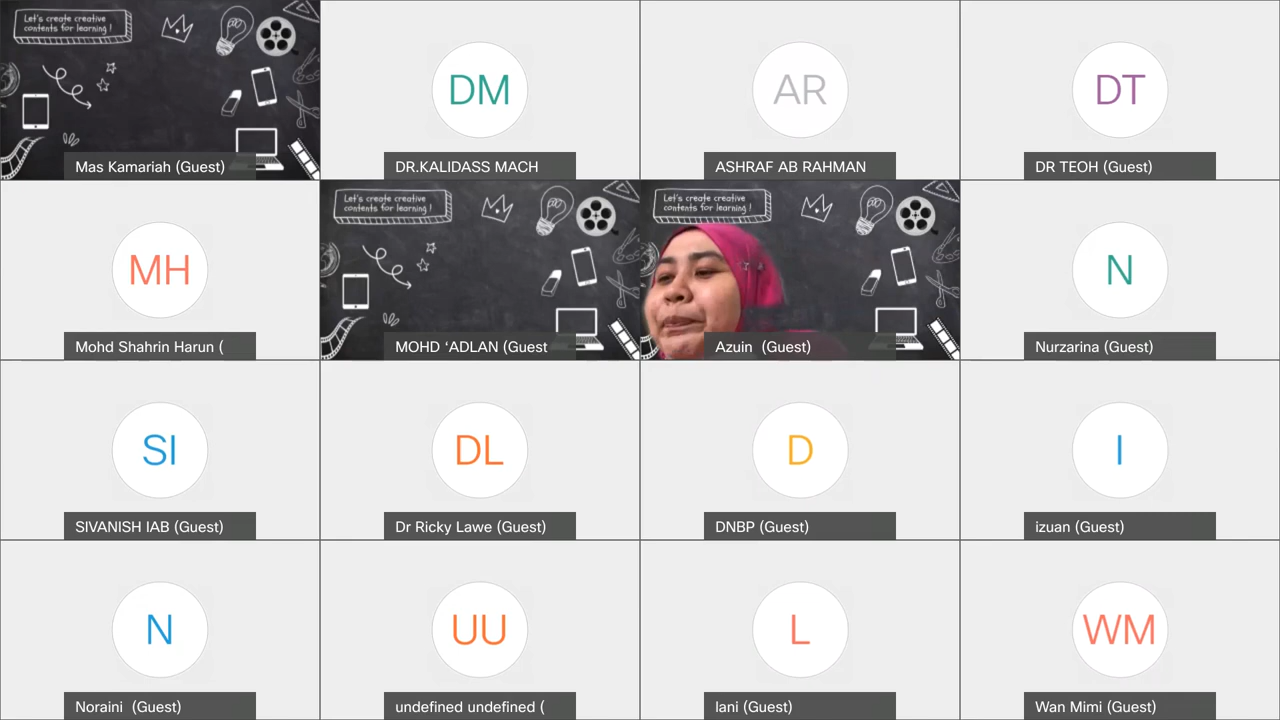 Let's create creative
contents for learning !
Mas Kamariah (Guest)
DM
DR.KALIDASS MACH
AR
ASHRAF AB RAHMAN
DT
DR TEOH (Guest)
MH
Mohd Shahrin Harun (
Let's create creative
contents for learning !
MOHD ‘ADLAN (Guest
Let's create creative
contents for learning !
Azuin (Guest)
N
Nurzarina (Guest)
SI
SIVANISH IAB (Guest)
DL
Dr Ricky Lawe (Guest)
D
DNBP (Guest)
I
izuan (Guest)
N
Noraini (Guest)
UU
undefined undefined (
L
lani (Guest)
WM
Wan Mimi (Guest)